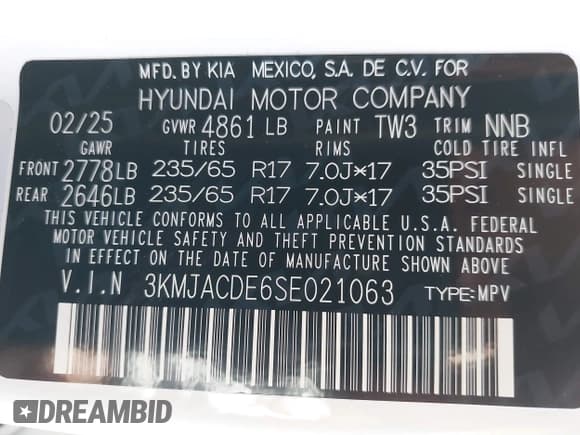 MFD. BY KIA MEXICO, S.A. DE C.V. FOR
HYUNDAI MOTOR COMPANY
02/25 GVWR 4861 LB PAINT TW3 TRIM NNB
GAWR TIRES RIMS COLD TIRE INFL
FRONT 2778LB 235/65 R17 7.0J×17 35PSI SINGLE
REAR 2646LB 235/65 R17 7.0J×17 35PSI SINGLE
THIS VEHICLE CONFORMS TO ALL APPLICABLE U.S.A. FEDERAL
MOTOR VEHICLE SAFETY AND THEFT PREVENTION STANDARDS
IN EFFECT ON THE DATE OF MANUFACTURE SHOWN ABOVE.
V.I.N 3KMJACDE6SE021063 TYPE:MPV
DREAMBID